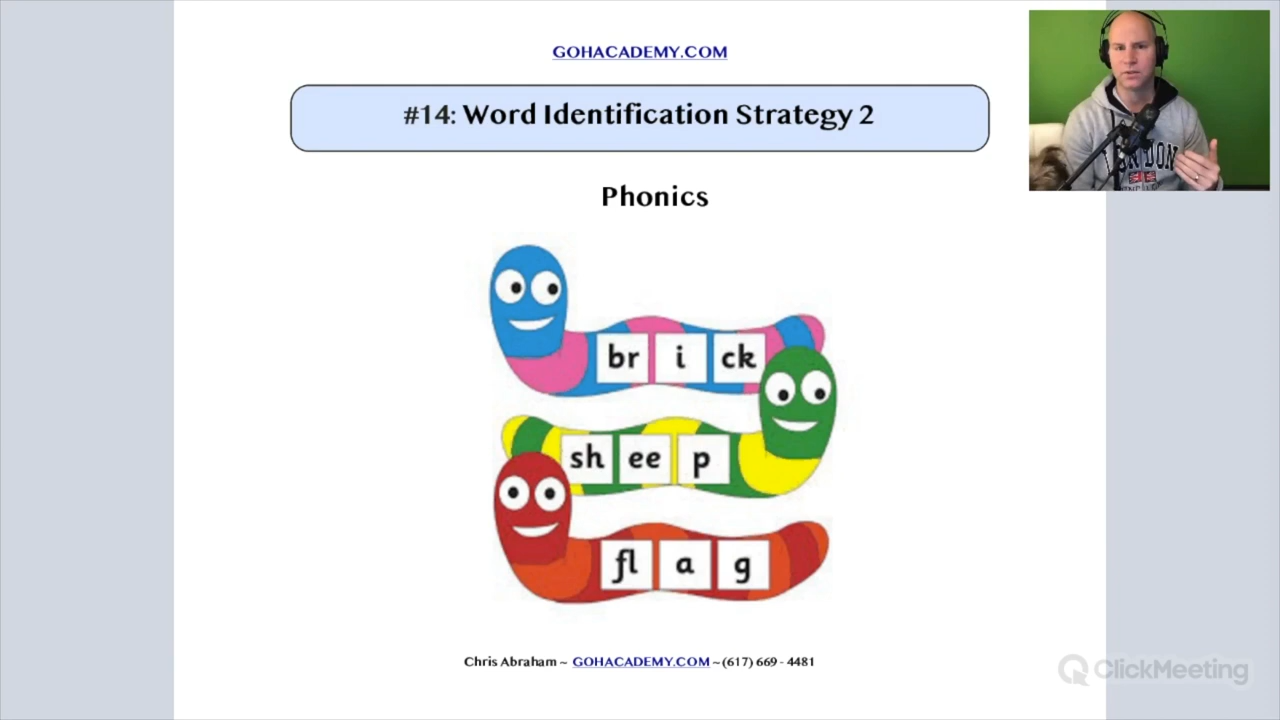 GOHACADEMY.COM
#14: Word Identification Strategy 2
Phonics
br i ck
sh ee p
fl a g
Chris Abraham ~ GOHACADEMY.COM ~ (617) 669 - 4481
ClickMeeting